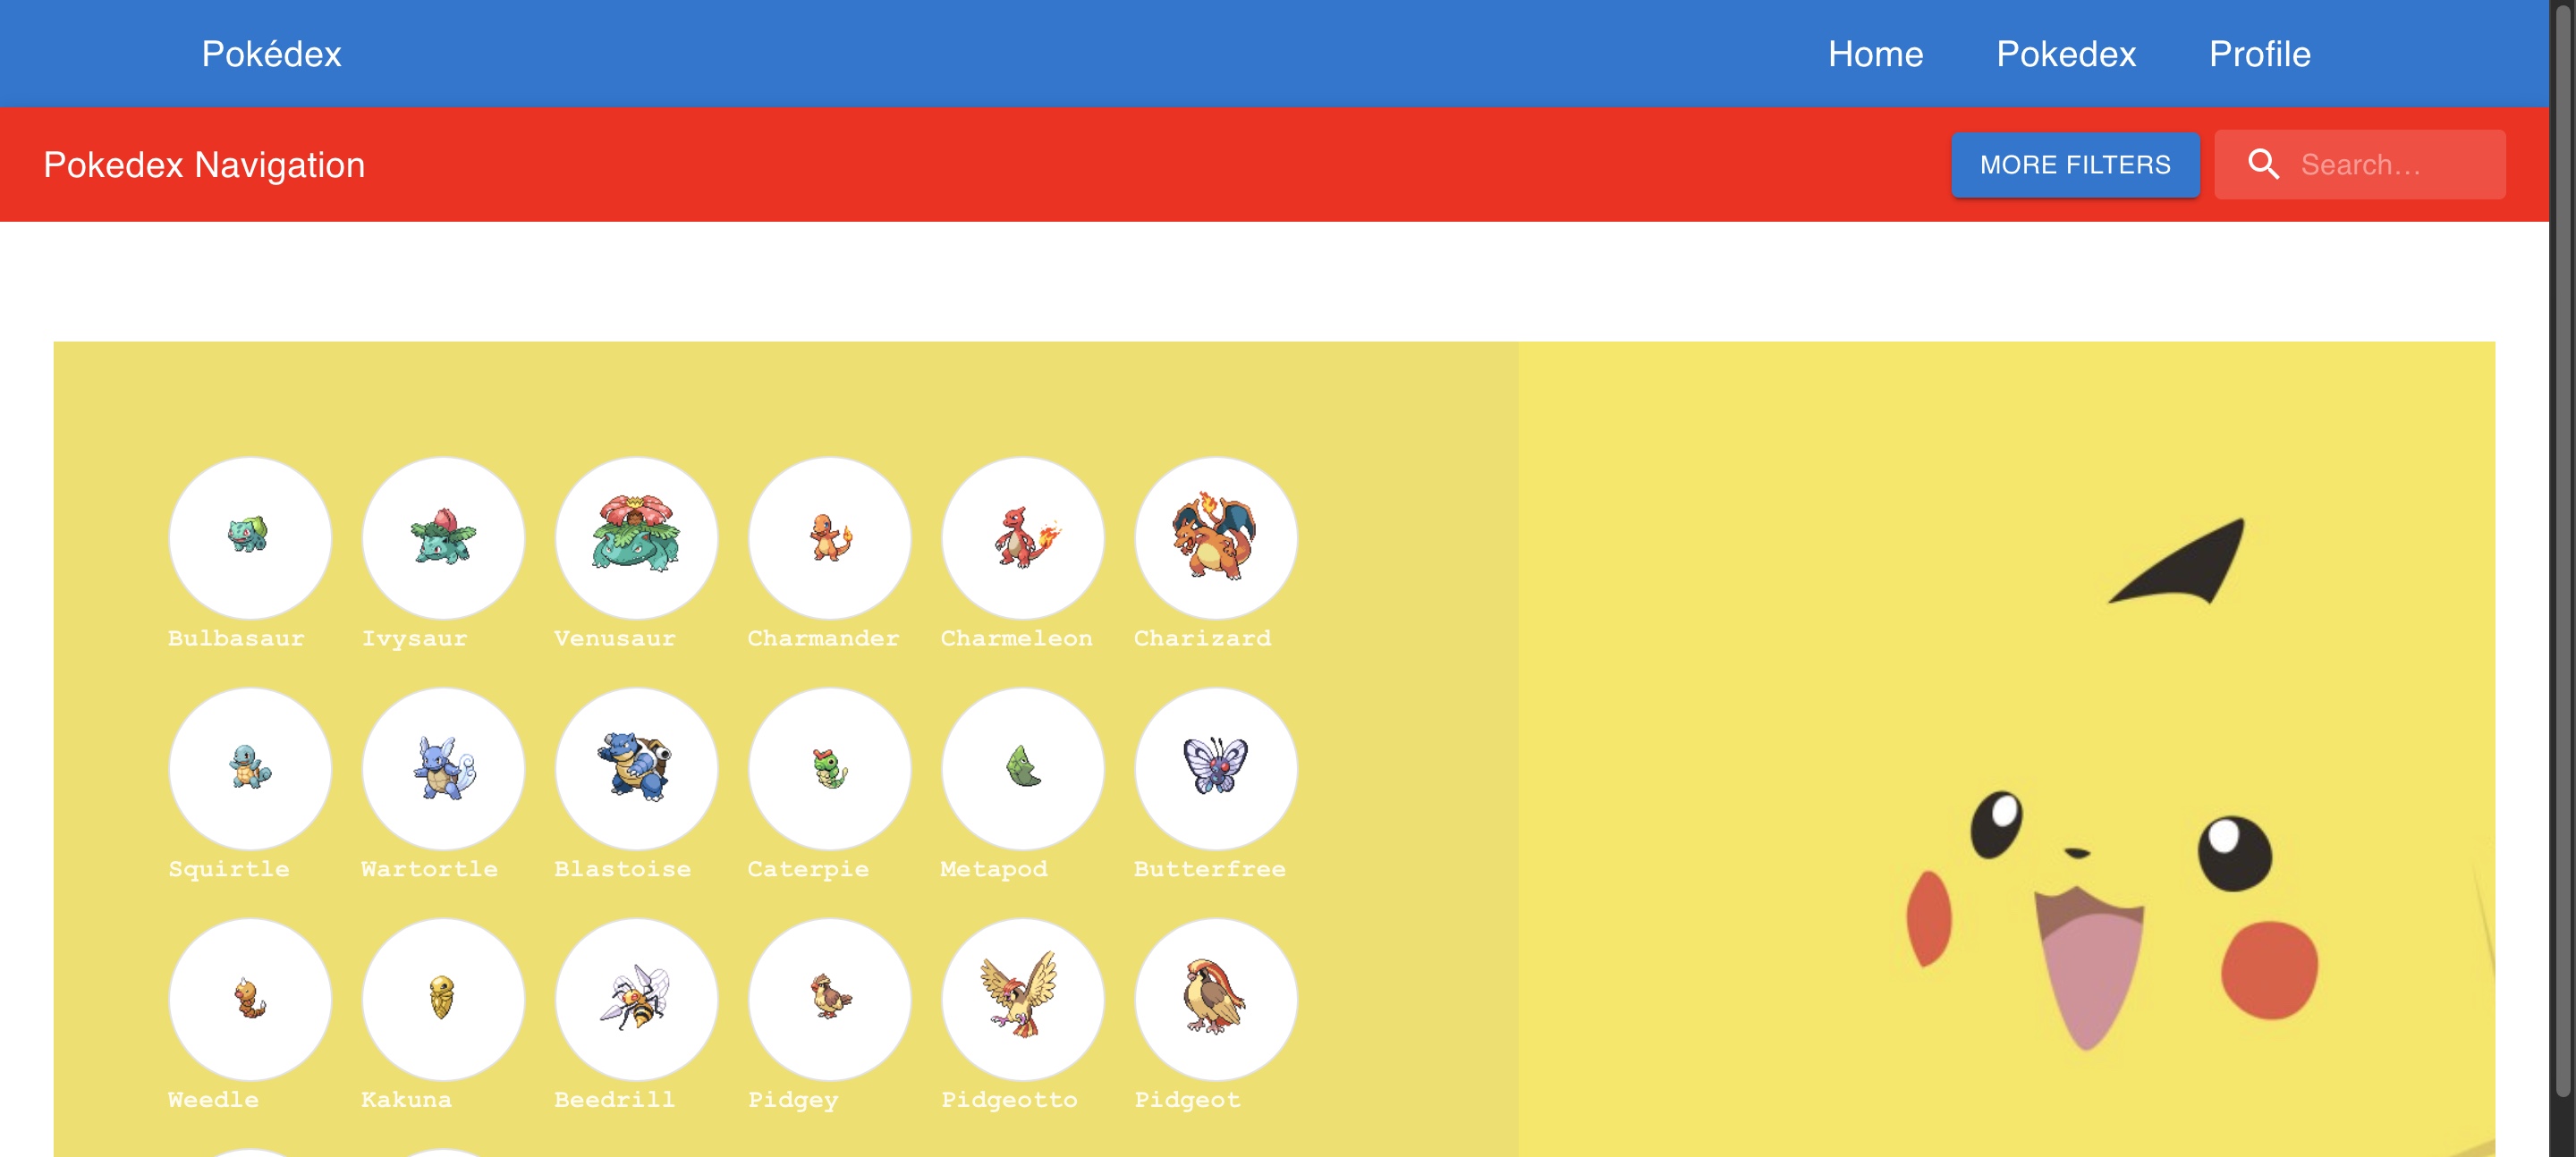 Pokédex Home Pokedex Profile
Pokedex Navigation MORE FILTERS Search...
Bulbasaur Ivysaur Venusaur Charmander Charmeleon Charizard
Squirtle Wartortle Blastoise Caterpie Metapod Butterfree
Weedle Kakuna Beedrill Pidgey Pidgeotto Pidgeot